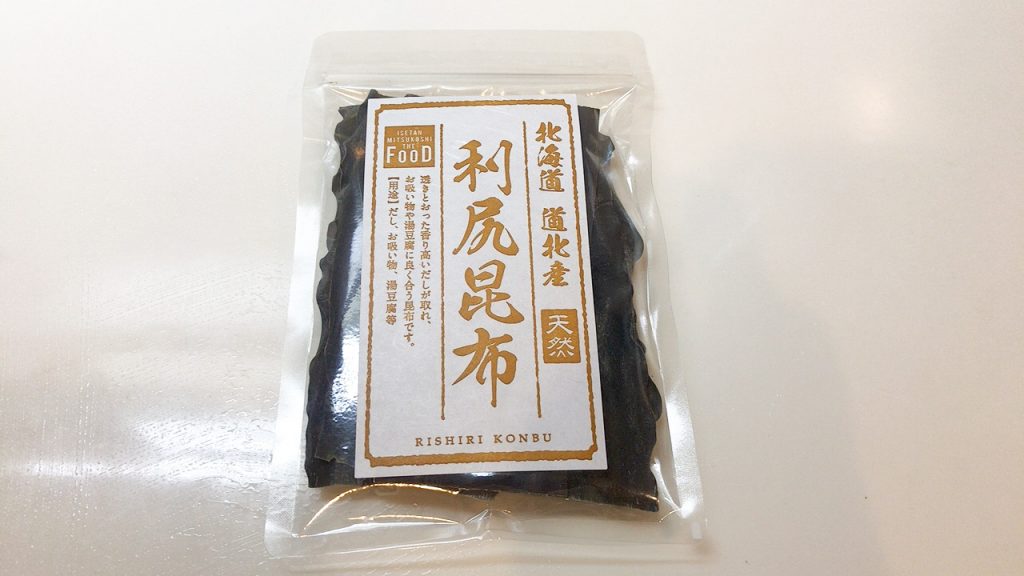 北海道 道北産
天然
利尻昆布
ISETAN
MITSUKOSHI
THE
FOOD
透きとおった香り高いだしが取れ、
お吸い物や湯豆腐に良く合う昆布です。
【用途】だし、お吸い物、湯豆腐等
RISHIRI KONBU